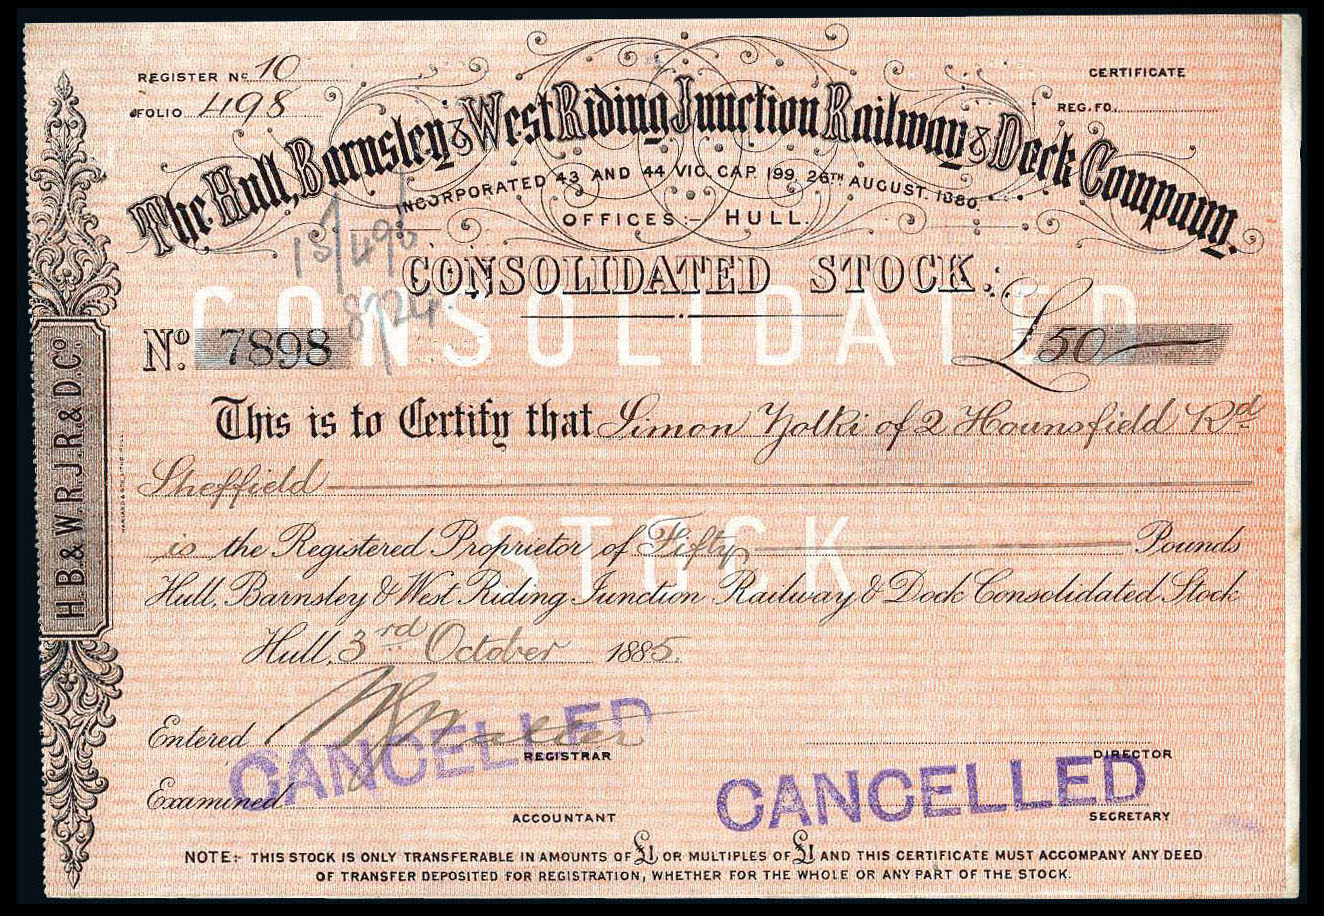 REGISTER No 10
FOLIO 498
CERTIFICATE
REG. FO.
The Hull, Barnsley & West Riding Junction Railway & Dock Company.
INCORPORATED 43 AND 44 VIC. CAP 199. 26TH AUGUST. 1880.
OFFICES:- HULL.
CONSOLIDATED STOCK.
CONSOLIDATED
No. 7898
£50
This is to Certify that Simon Yolki of 2 Hounsfield Rd
Sheffield
STOCK
is the Registered Proprietor of Fifty Pounds
Hull, Barnsley & West Riding Junction Railway & Dock Consolidated Stock
Hull, 3rd October 1885.
Entered
REGISTRAR
DIRECTOR
CANCELLED
CANCELLED
Examined
ACCOUNTANT
SECRETARY
NOTE:- THIS STOCK IS ONLY TRANSFERABLE IN AMOUNTS OF £1 OR MULTIPLES OF £1 AND THIS CERTIFICATE MUST ACCOMPANY ANY DEED
OF TRANSFER DEPOSITED FOR REGISTRATION, WHETHER FOR THE WHOLE OR ANY PART OF THE STOCK.
H.B.& W.R.J.R.& D.Co.